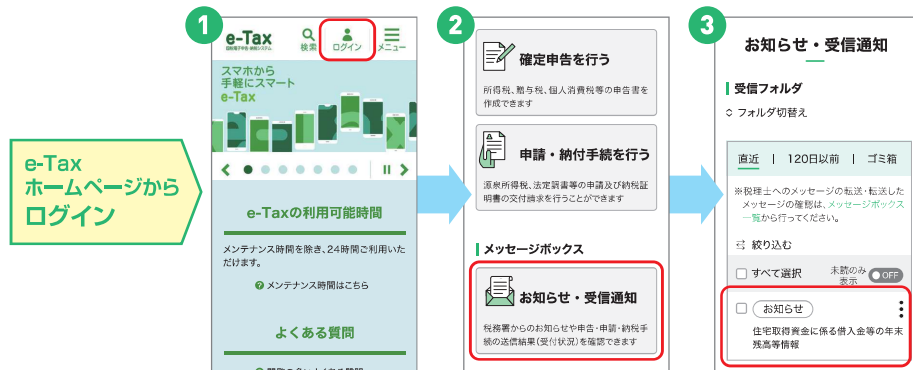 e-Tax
ホームページから
ログイン
1
e-Tax
国税電子申告・納税システム
検索
ログイン
メニュー
スマホから
手軽にスマート
e-Tax
e-Taxの利用可能時間
メンテナンス時間を除き、24時間ご利用いた
だけます。
? メンテナンス時間はこちら
よくある質問
2
確定申告を行う
所得税、贈与税、個人消費税等の申告書を
作成できます
申請・納付手続を行う
源泉所得税、法定調書等の申請及び納税証
明書の交付請求を行うことができます
メッセージボックス
お知らせ・受信通知
税務署からのお知らせや申告・申請・納税手
続の送信結果(受付状況)を確認できます
3
お知らせ・受信通知
受信フォルダ
フォルダ切替え
直近 | 120日以前 | ゴミ箱
※税理士へのメッセージの転送・転送した
メッセージの確認は、メッセージボックス
一覧から行ってください。
絞り込む
すべて選択
未読のみ
表示
OFF
お知らせ
住宅取得資金に係る借入金等の年末
残高等情報